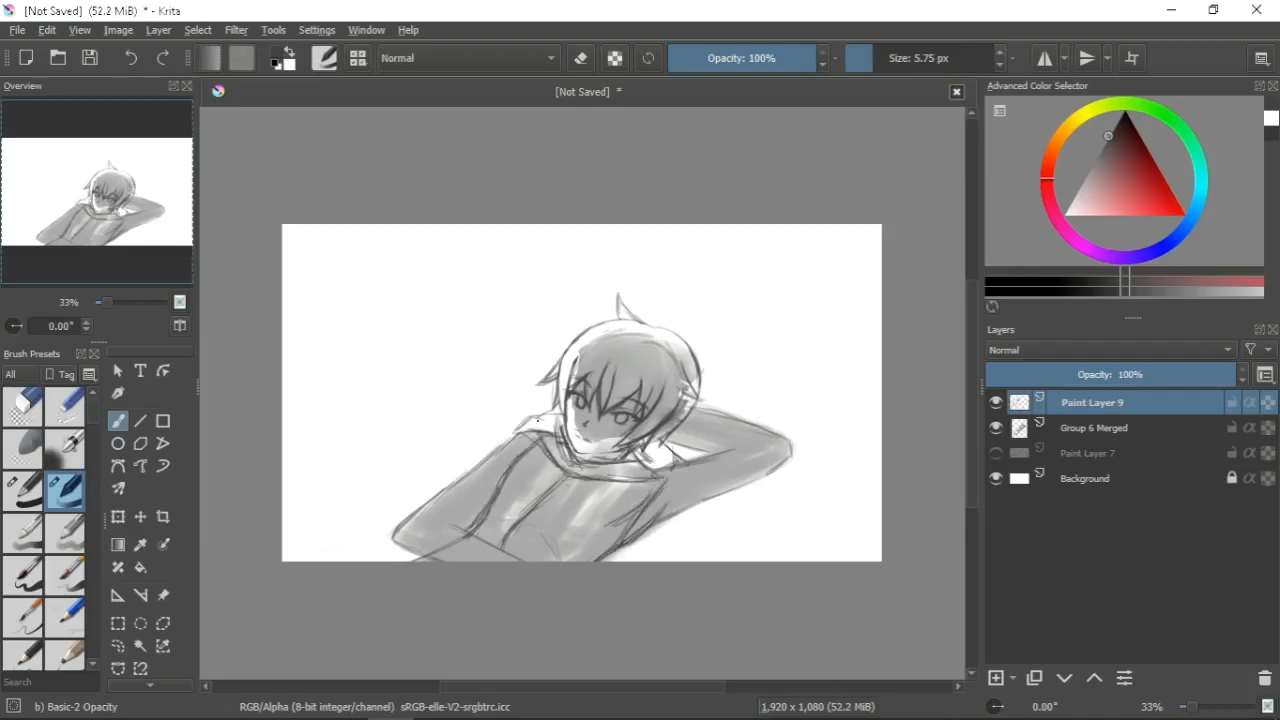 [Not Saved] (52.2 MiB) * - Krita
File Edit View Image Layer Select Filter Tools Settings Window Help
Normal
Opacity: 100%
Size: 5.75 px
Overview
[Not Saved] *
Advanced Color Selector
33%
0.00°
Brush Presets
All
Tag
Layers
Normal
Opacity: 100%
Paint Layer 9
Group 6 Merged
Paint Layer 7
Background
Search
b) Basic-2 Opacity
RGB/Alpha (8-bit integer/channel) sRGB-elle-V2-srgbtrc.icc
1,920 x 1,080 (52.2 MiB)
0.00°
33%